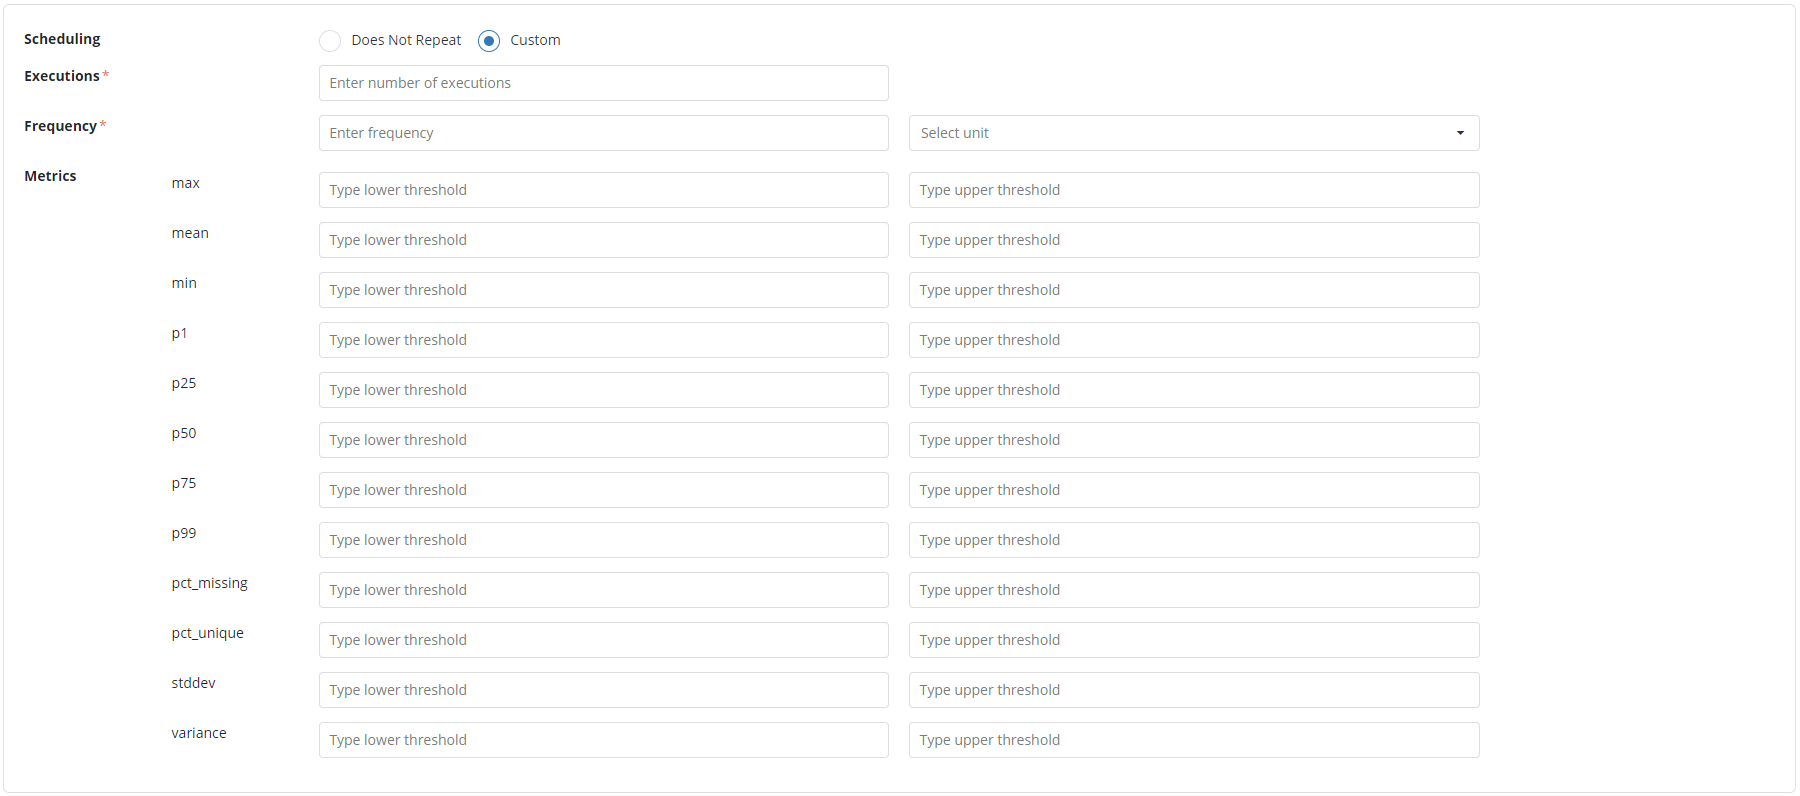 Scheduling Does Not Repeat Custom
Executions* Enter number of executions
Frequency* Enter frequency Select unit
Metrics max Type lower threshold Type upper threshold
mean Type lower threshold Type upper threshold
min Type lower threshold Type upper threshold
p1 Type lower threshold Type upper threshold
p25 Type lower threshold Type upper threshold
p50 Type lower threshold Type upper threshold
p75 Type lower threshold Type upper threshold
p99 Type lower threshold Type upper threshold
pct_missing Type lower threshold Type upper threshold
pct_unique Type lower threshold Type upper threshold
stddev Type lower threshold Type upper threshold
variance Type lower threshold Type upper threshold